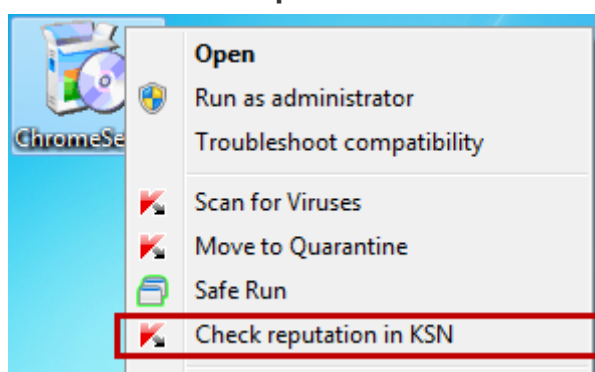 Open
Run as administrator
ChromeSe
Troubleshoot compatibility
Scan for Viruses
Move to Quarantine
Safe Run
Check reputation in KSN